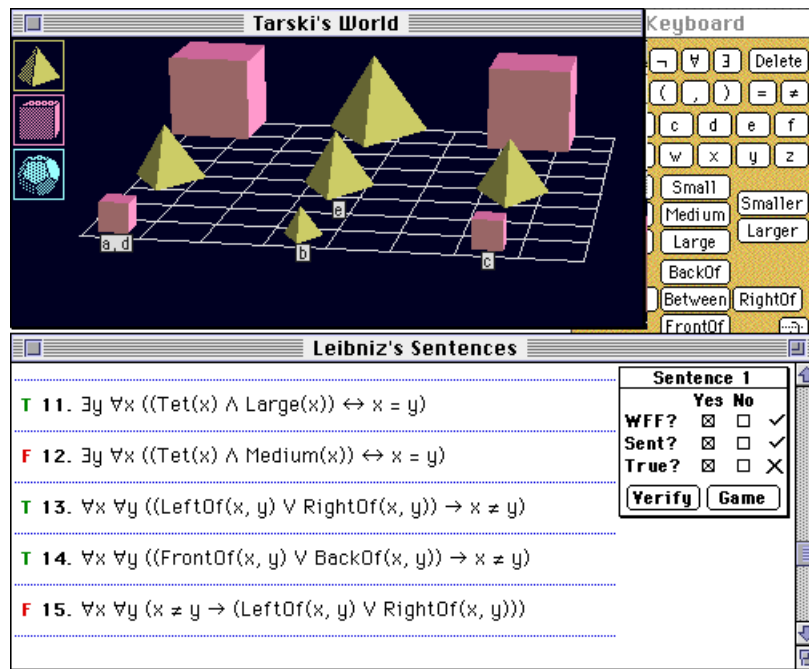 Tarski's World
Keyboard
¬ ∀ ∃ Delete
( , ) = ≠
c d e f
w x y z
Small
Smaller
Medium
Larger
Large
BackOf
Between RightOf
FrontOf
e
a,d
b
c
Leibniz's Sentences
T 11. ∃y ∀x ((Tet(x) ∧ Large(x)) ↔ x = y)
F 12. ∃y ∀x ((Tet(x) ∧ Medium(x)) ↔ x = y)
T 13. ∀x ∀y ((LeftOf(x, y) ∨ RightOf(x, y)) → x ≠ y)
T 14. ∀x ∀y ((FrontOf(x, y) ∨ BackOf(x, y)) → x ≠ y)
F 15. ∀x ∀y (x ≠ y → (LeftOf(x, y) ∨ RightOf(x, y)))
Sentence 1
Yes No
WFF?
Sent?
True?
Verify Game